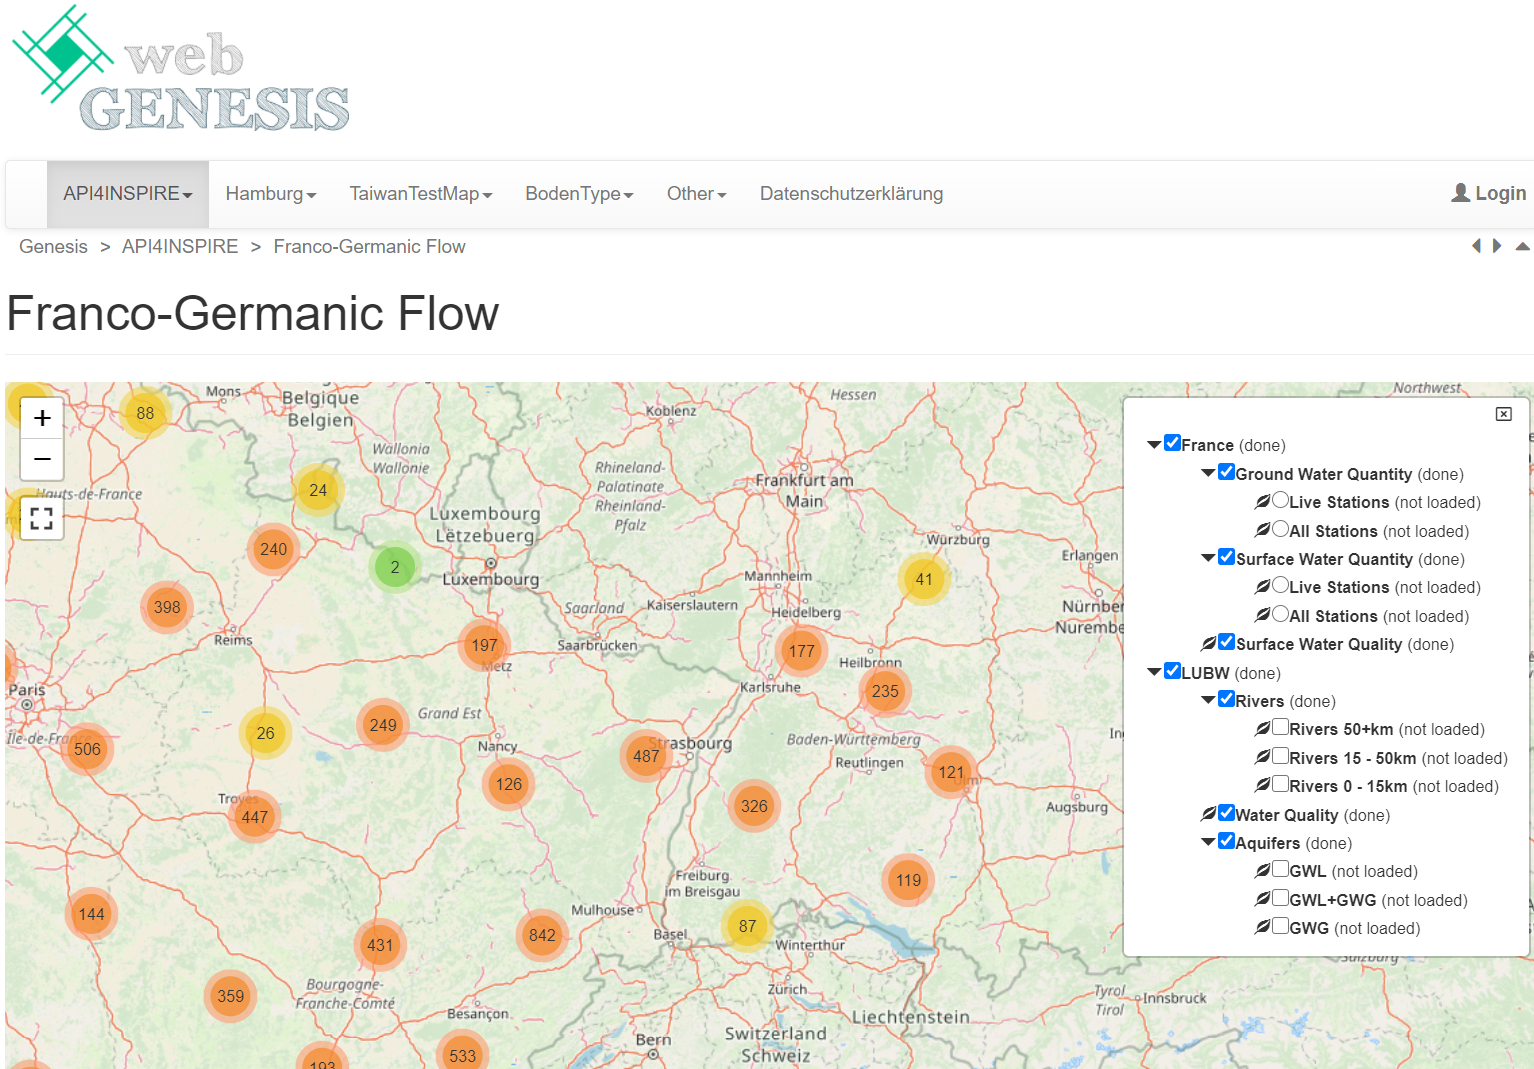 web
GENESIS
API4INSPIRE
Hamburg
TaiwanTestMap
BodenType
Other
Datenschutzerklärung
Login
Genesis > API4INSPIRE > Franco-Germanic Flow
Franco-Germanic Flow
+
−
88
Mons
Belgique
Belgien
Koblenz
Hessen
Northwest
Wallonia
Wallonie
Rhineland-
Palatinate
Rheinland-
Pfalz
Frankfurt am
Main
24
Hauts-de-France
Luxembourg
Lëtzebuerg
Luxembourg
240
2
Würzburg
Erlangen
41
Mannheim
398
Saarland
Kaiserslautern
Heidelberg
Reims
197
Metz
Saarbrücken
177
Heilbronn
Paris
Karlsruhe
235
26
249
Grand Est
506
Nancy
487
Strasbourg
Baden-Württemberg
Reutlingen
126
121
Troyes
447
326
Augsburg
Freiburg
im Breisgau
119
144
Mulhouse
842
Basel
87
Winterthur
431
Bourgogne-
Franche-Comté
359
Zürich
Tyrol
Tirol
Innsbruck
Besançon
Liechtenstein
Bern
Switzerland
Schweiz
533
193
France (done)
Ground Water Quantity (done)
Live Stations (not loaded)
All Stations (not loaded)
Surface Water Quantity (done)
Live Stations (not loaded)
All Stations (not loaded)
Surface Water Quality (done)
LUBW (done)
Rivers (done)
Rivers 50+km (not loaded)
Rivers 15 - 50km (not loaded)
Rivers 0 - 15km (not loaded)
Water Quality (done)
Aquifers (done)
GWL (not loaded)
GWL+GWG (not loaded)
GWG (not loaded)